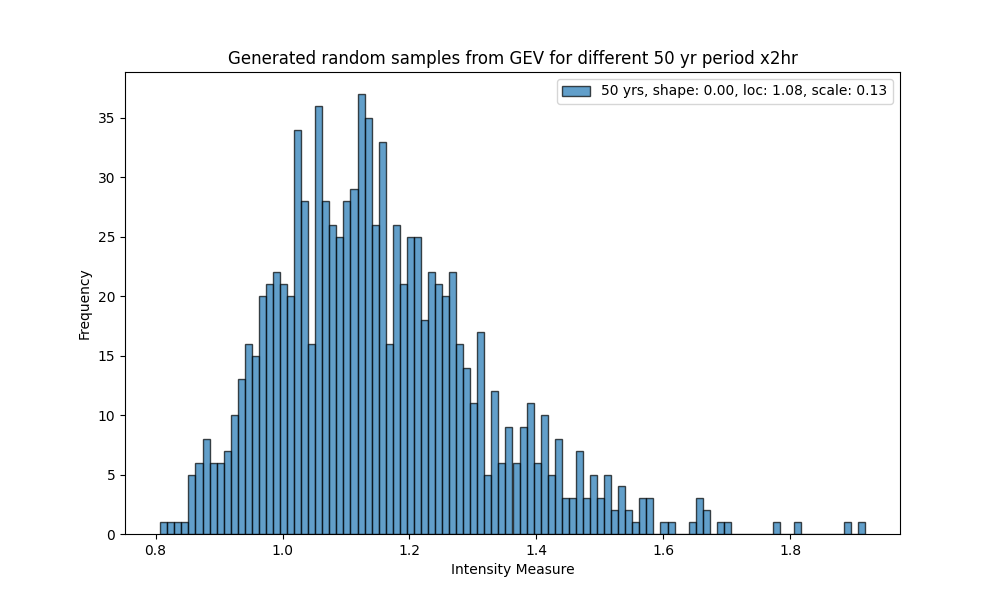 Generated random samples from GEV for different 50 yr period x2hr
50 yrs, shape: 0.00, loc: 1.08, scale: 0.13
35
30
25
20
15
10
5
0
Frequency
0.8 1.0 1.2 1.4 1.6 1.8
Intensity Measure